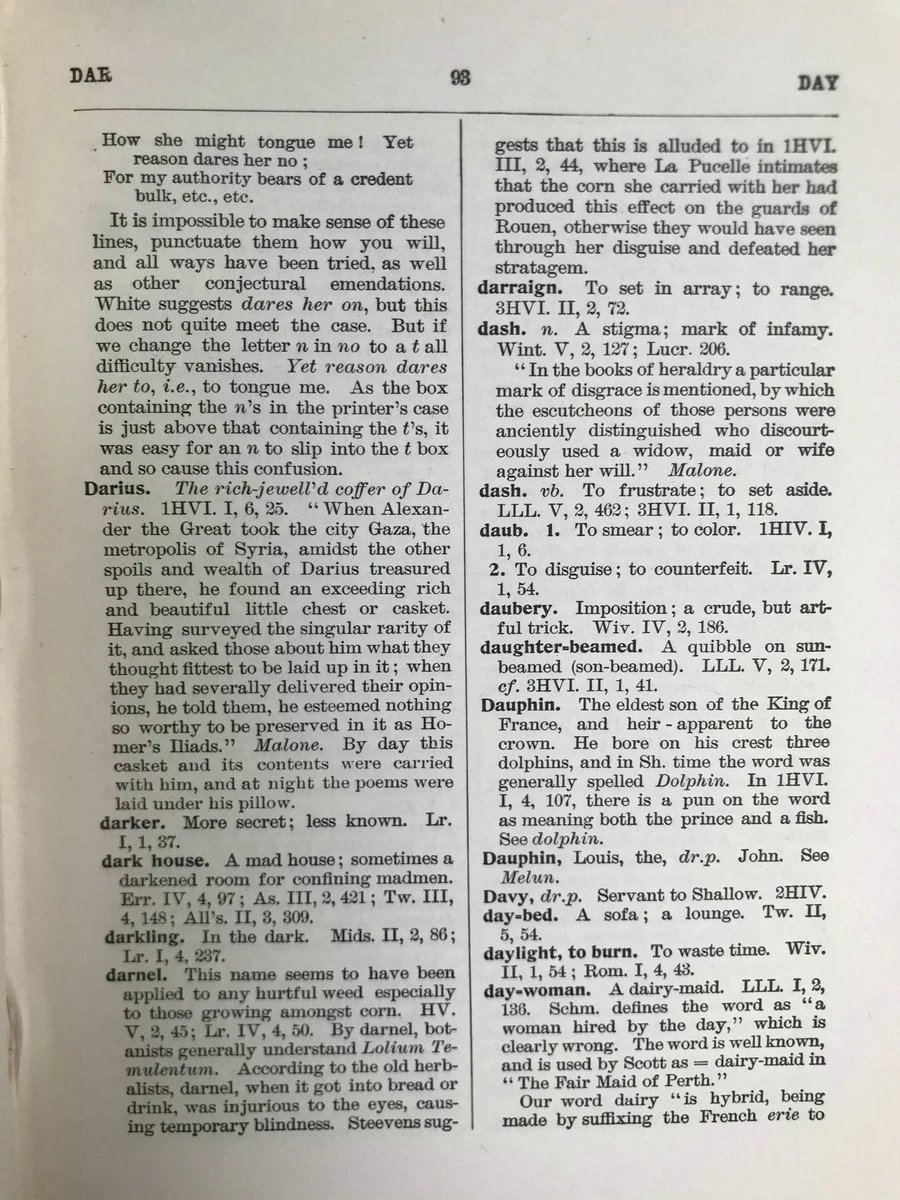 DAR
93
DAY
How she might tongue me! Yet
reason dares her no;
For my authority bears of a credent
bulk, etc., etc.
It is impossible to make sense of these
lines, punctuate them how you will,
and all ways have been tried, as well
as other conjectural emendations.
White suggests dares her on, but this
does not quite meet the case. But if
we change the letter n in no to a t all
difficulty vanishes. Yet reason dares
her to, i.e., to tongue me. As the box
containing the n's in the printer's case
is just above that containing the t's, it
was easy for an n to slip into the t box
and so cause this confusion.
Darius. The rich-jewell'd coffer of Da-
rius. 1HVI. I, 6, 25. "When Alexan-
der the Great took the city Gaza, the
metropolis of Syria, amidst the other
spoils and wealth of Darius treasured
up there, he found an exceeding rich
and beautiful little chest or casket.
Having surveyed the singular rarity of
it, and asked those about him what they
thought fittest to be laid up in it; when
they had severally delivered their opin-
ions, he told them, he esteemed nothing
so worthy to be preserved in it as Ho-
mer's Iliads." Malone. By day this
casket and its contents were carried
with him, and at night the poems were
laid under his pillow.
darker. More secret; less known. Lr.
I, 1, 37.
dark house. A mad house; sometimes a
darkened room for confining madmen.
Err. IV, 4, 97; As. III, 2, 421; Tw. III,
4, 148; All's. II, 3, 309.
darkling. In the dark. Mids. II, 2, 86;
Lr. I, 4, 237.
darnel. This name seems to have been
applied to any hurtful weed especially
to those growing amongst corn. HV.
V, 2, 45; Lr. IV, 4, 50. By darnel, bot-
anists generally understand Lolium Te-
mulentum. According to the old herb-
alists, darnel, when it got into bread or
drink, was injurious to the eyes, caus-
ing temporary blindness. Steevens sug-
gests that this is alluded to in 1HVI.
III, 2, 44, where La Pucelle intimates
that the corn she carried with her had
produced this effect on the guards of
Rouen, otherwise they would have seen
through her disguise and defeated her
stratagem.
darraign. To set in array; to range.
3HVI. II, 2, 72.
dash. n. A stigma; mark of infamy.
Wint. V, 2, 127; Lucr. 206.
"In the books of heraldry a particular
mark of disgrace is mentioned, by which
the escutcheons of those persons were
anciently distinguished who discourt-
eously used a widow, maid or wife
against her will." Malone.
dash. vb. To frustrate; to set aside.
LLL. V, 2, 462; 3HVI. II, 1, 118.
daub. 1. To smear; to color. 1HIV. I,
1, 6.
2. To disguise; to counterfeit. Lr. IV,
1, 54.
daubery. Imposition; a crude, but art-
ful trick. Wiv. IV, 2, 186.
daughter-beamed. A quibble on sun-
beamed (son-beamed). LLL. V, 2, 171.
cf. 3HVI. II, 1, 41.
Dauphin. The eldest son of the King of
France, and heir-apparent to the
crown. He bore on his crest three
dolphins, and in Sh. time the word was
generally spelled Dolphin. In 1HVI.
I, 4, 107, there is a pun on the word
as meaning both the prince and a fish.
See dolphin.
Dauphin, Louis, the, dr.p. John. See
Melun.
Davy, dr.p. Servant to Shallow. 2HIV.
day-bed. A sofa; a lounge. Tw. II,
5, 54.
daylight, to burn. To waste time. Wiv.
II, 1, 54; Rom. I, 4, 43.
day-woman. A dairy-maid. LLL. I, 2,
136. Schm. defines the word as "a
woman hired by the day," which is
clearly wrong. The word is well known,
and is used by Scott as = dairy-maid in
"The Fair Maid of Perth."
Our word dairy "is hybrid, being
made by suffixing the French erie to